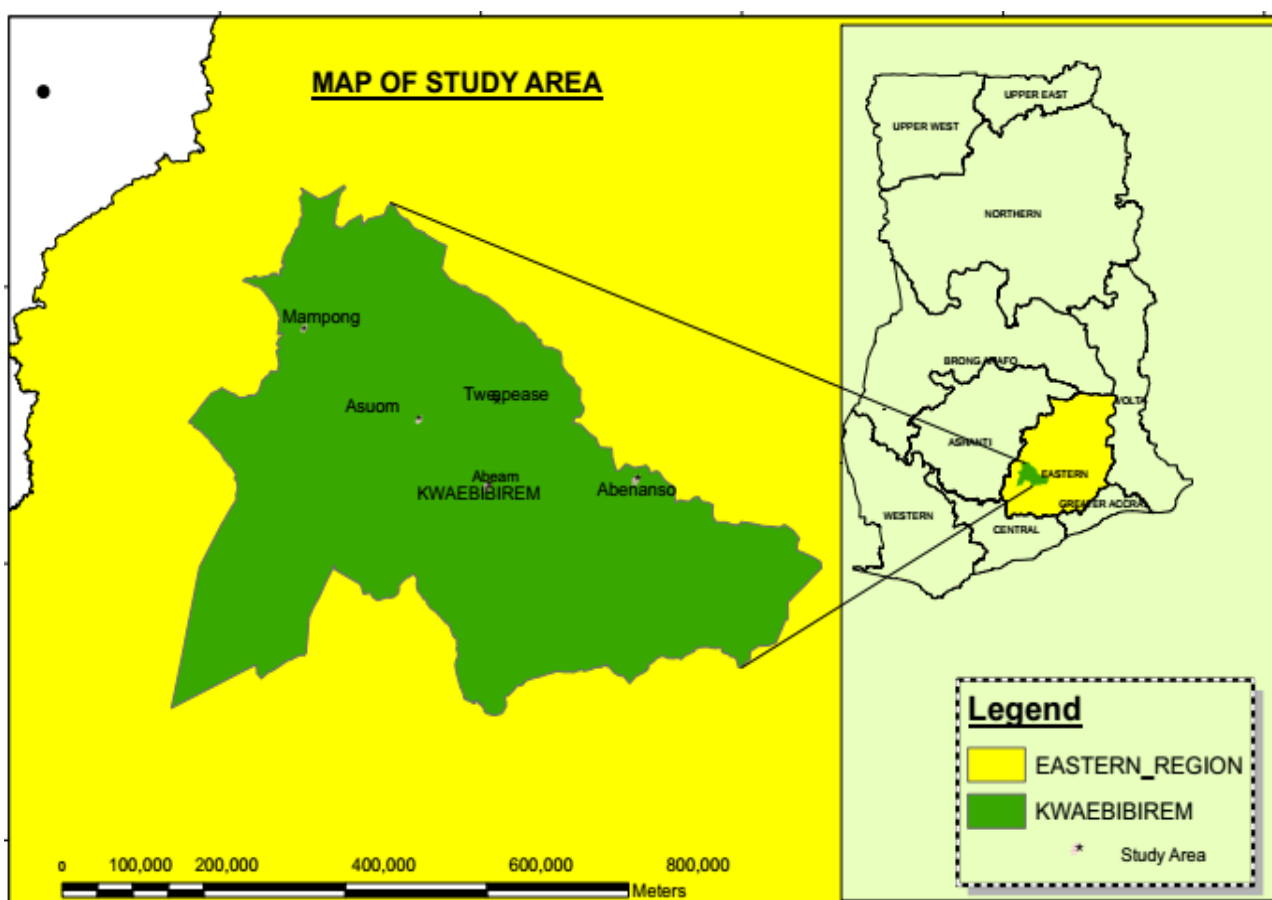 MAP OF STUDY AREA
Mampong
Asuom
Tweapease
Abeam
KWAEBIBIREM
Abenanso
UPPER EAST
UPPER WEST
NORTHERN
BRONG AHAFO
VOLTA
ASHANTI
EASTERN
GREATER ACCRA
WESTERN
CENTRAL
Legend
EASTERN_REGION
KWAEBIBIREM
Study Area
0 100,000 200,000 400,000 600,000 800,000
Meters